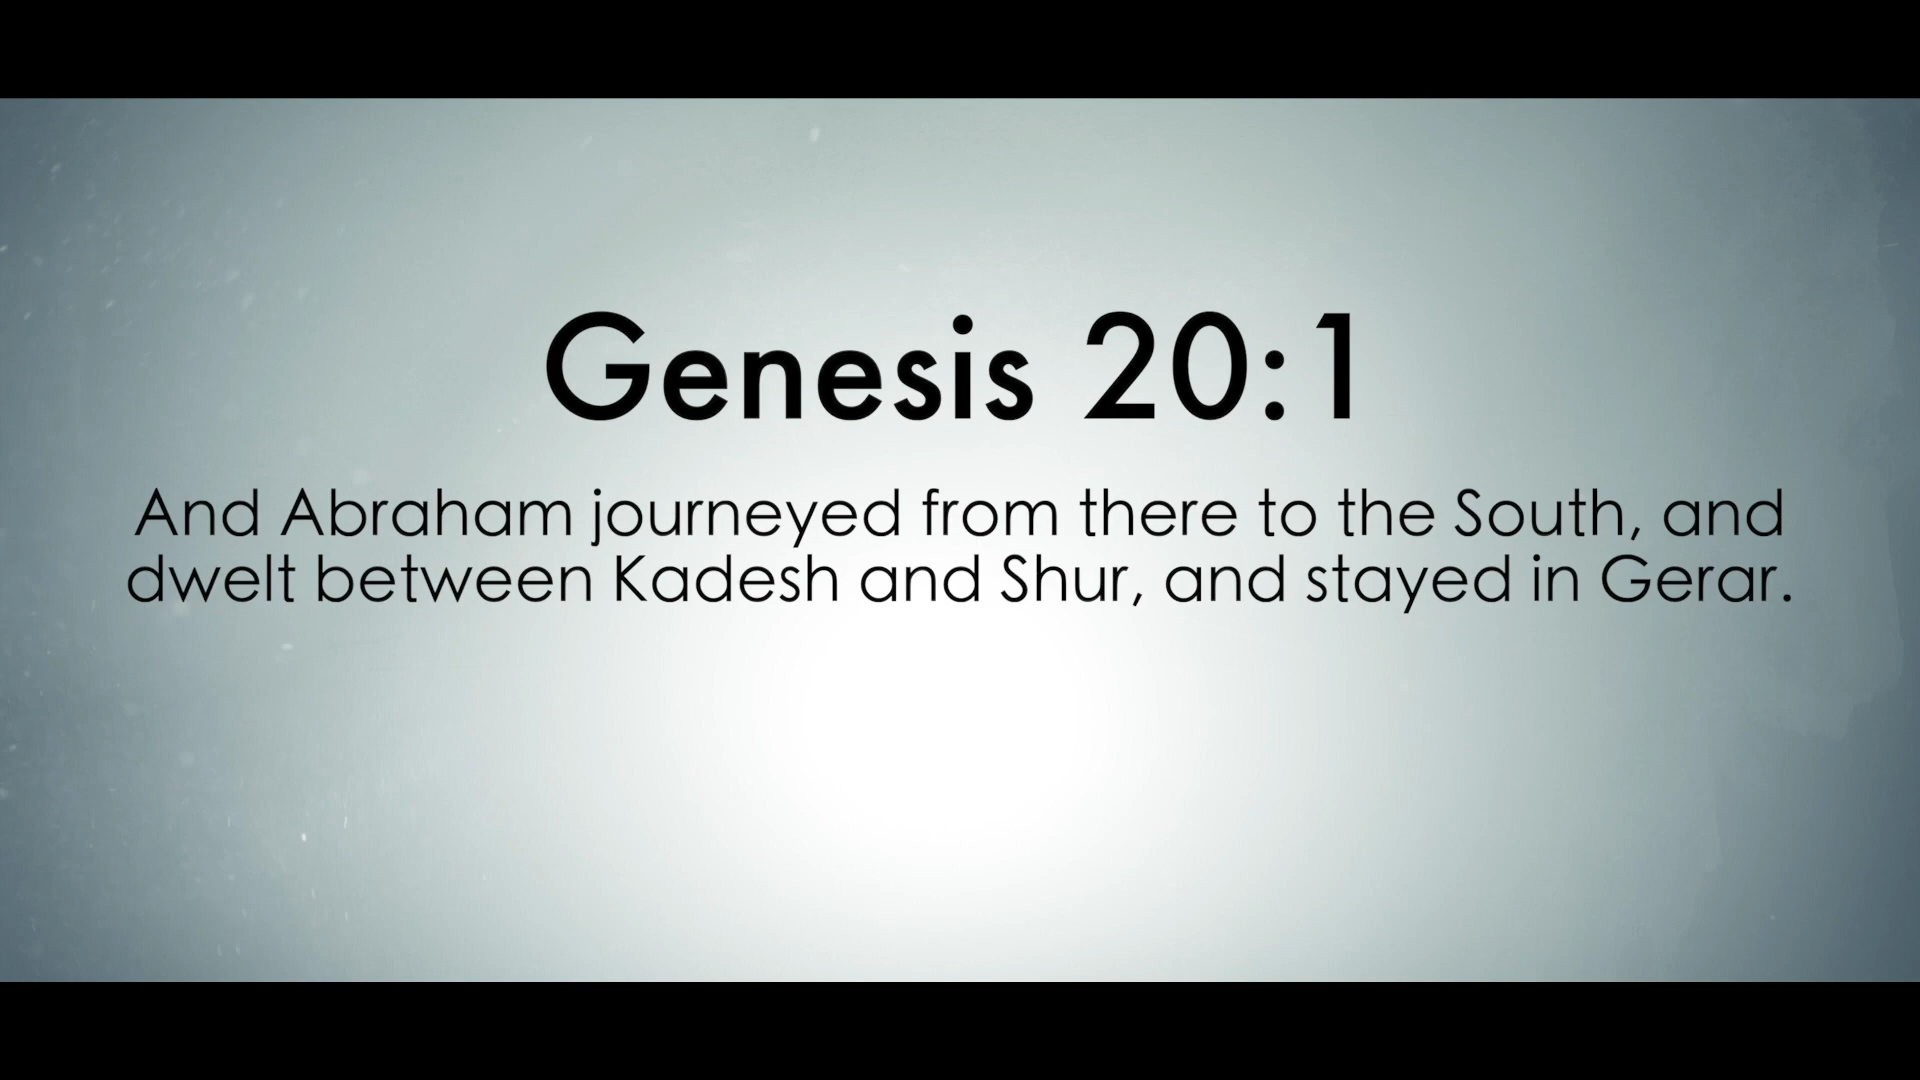 Genesis 20:1
And Abraham journeyed from there to the South, and
dwelt between Kadesh and Shur, and stayed in Gerar.